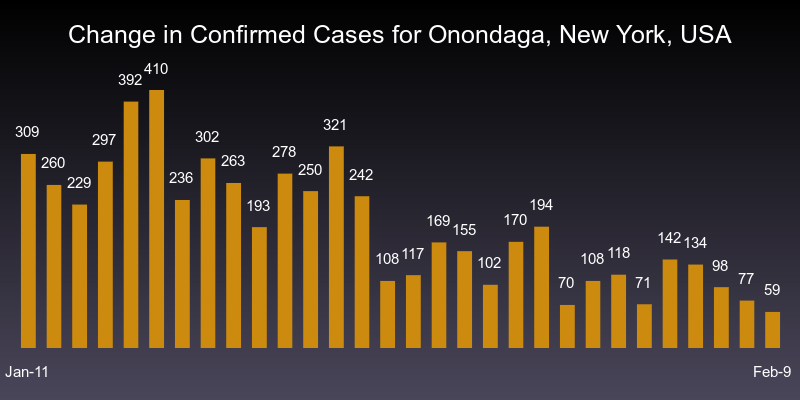 Change in Confirmed Cases for Onondaga, New York, USA
309 260 229 297 392 410 236 302 263 193 278 250 321 242 108 117 169 155 102 170 194 70 108 118 71 142 134 98 77 59
Jan-11 Feb-9